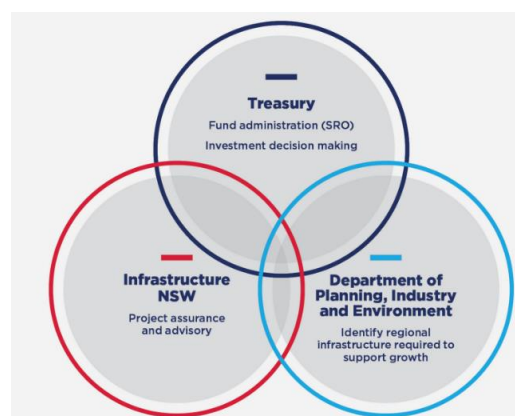 Treasury
Fund administration (SRO)
Investment decision making
Infrastructure
NSW
Project assurance
and advisory
Department of
Planning, Industry
and Environment
Identify regional
infrastructure required to
support growth